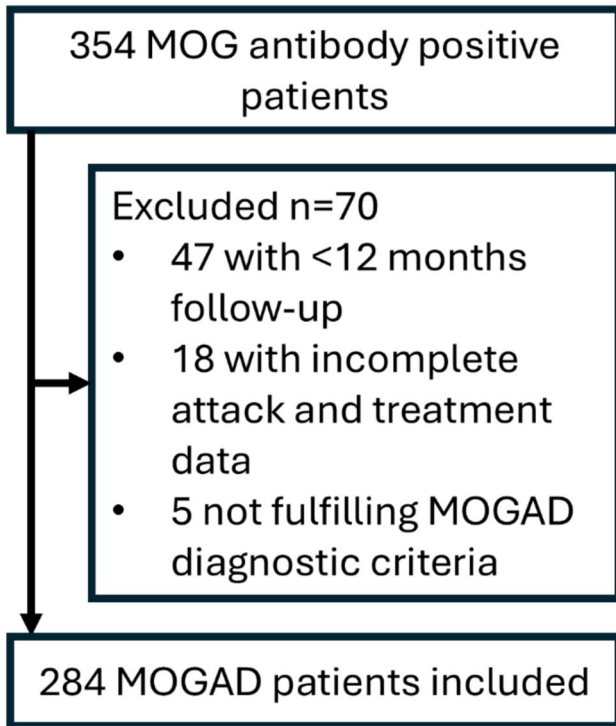 354 MOG antibody positive
patients
Excluded n=70
• 47 with <12 months
follow-up
• 18 with incomplete
attack and treatment
data
• 5 not fulfilling MOGAD
diagnostic criteria
284 MOGAD patients included